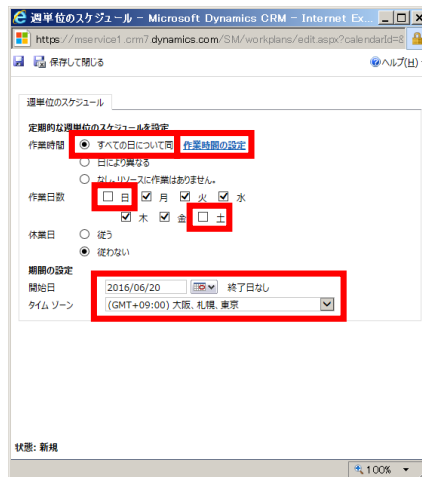 週単位のスケジュール - Microsoft Dynamics CRM - Internet Ex...
https://mservice1.crm7.dynamics.com/SM/workplans/edit.aspx?calendarId=8
保存して閉じる ヘルプ(H)
週単位のスケジュール
定期的な週単位のスケジュールを設定
作業時間 すべての日について同 作業時間の設定
日により異なる
なし。リソースに作業はありません。
作業日数 日 月 火 水
木 金 土
休業日 従う
従わない
期間の設定
開始日 2016/06/20 終了日なし
タイム ゾーン (GMT+09:00) 大阪、札幌、東京
状態: 新規
100%